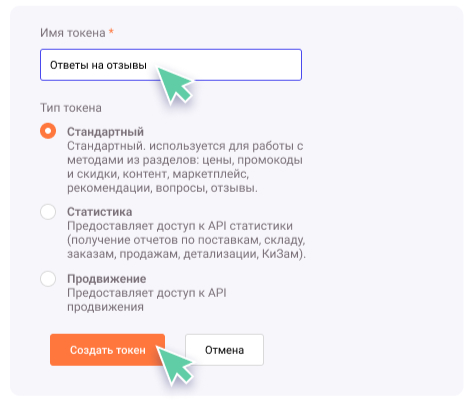 Имя токена *
Ответы на отзывы
Тип токена
Стандартный
Стандартный. используется для работы с
методами из разделов: цены, промокоды
и скидки, контент, маркетплейс,
рекомендации, вопросы, отзывы.
Статистика
Предоставляет доступ к API статистики
(получение отчетов по поставкам, складу,
заказам, продажам, детализации, КиЗам).
Продвижение
Предоставляет доступ к API
продвижения
Создать токен Отмена